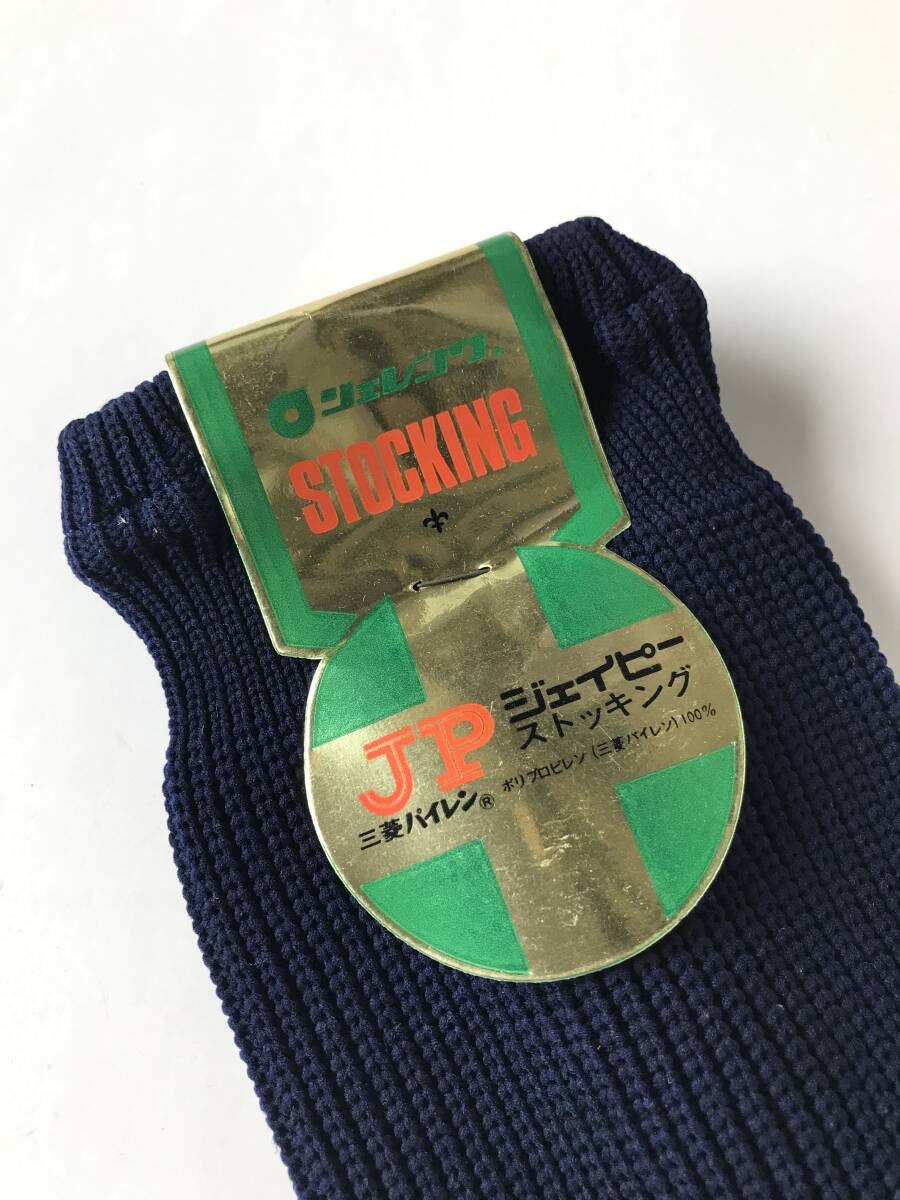 シェレンク
STOCKING
JP
ジェイピー
ストッキング
三菱パイレン®
ポリプロピレン(三菱パイレン)100%